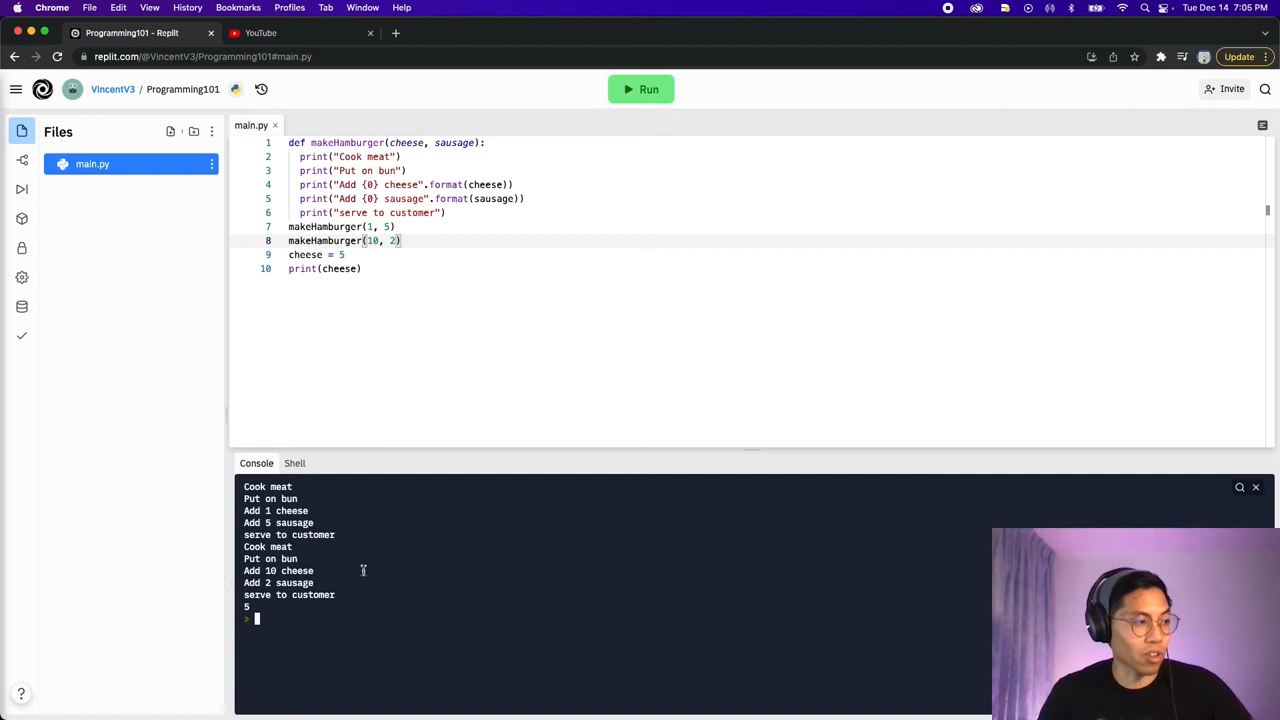 Chrome File Edit View History Bookmarks Profiles Tab Window Help Tue Dec 14 7:05 PM
Programming101 - Replit YouTube
replit.com/@VincentV3/Programming101#main.py Update
VincentV3 / Programming101 Run Invite
Files
main.py
main.py
1 def makeHamburger(cheese, sausage):
2 print("Cook meat")
3 print("Put on bun")
4 print("Add {0} cheese".format(cheese))
5 print("Add {0} sausage".format(sausage))
6 print("serve to customer")
7 makeHamburger(1, 5)
8 makeHamburger(10, 2)
9 cheese = 5
10 print(cheese)
Console Shell
Cook meat
Put on bun
Add 1 cheese
Add 5 sausage
serve to customer
Cook meat
Put on bun
Add 10 cheese
Add 2 sausage
serve to customer
5
>
?